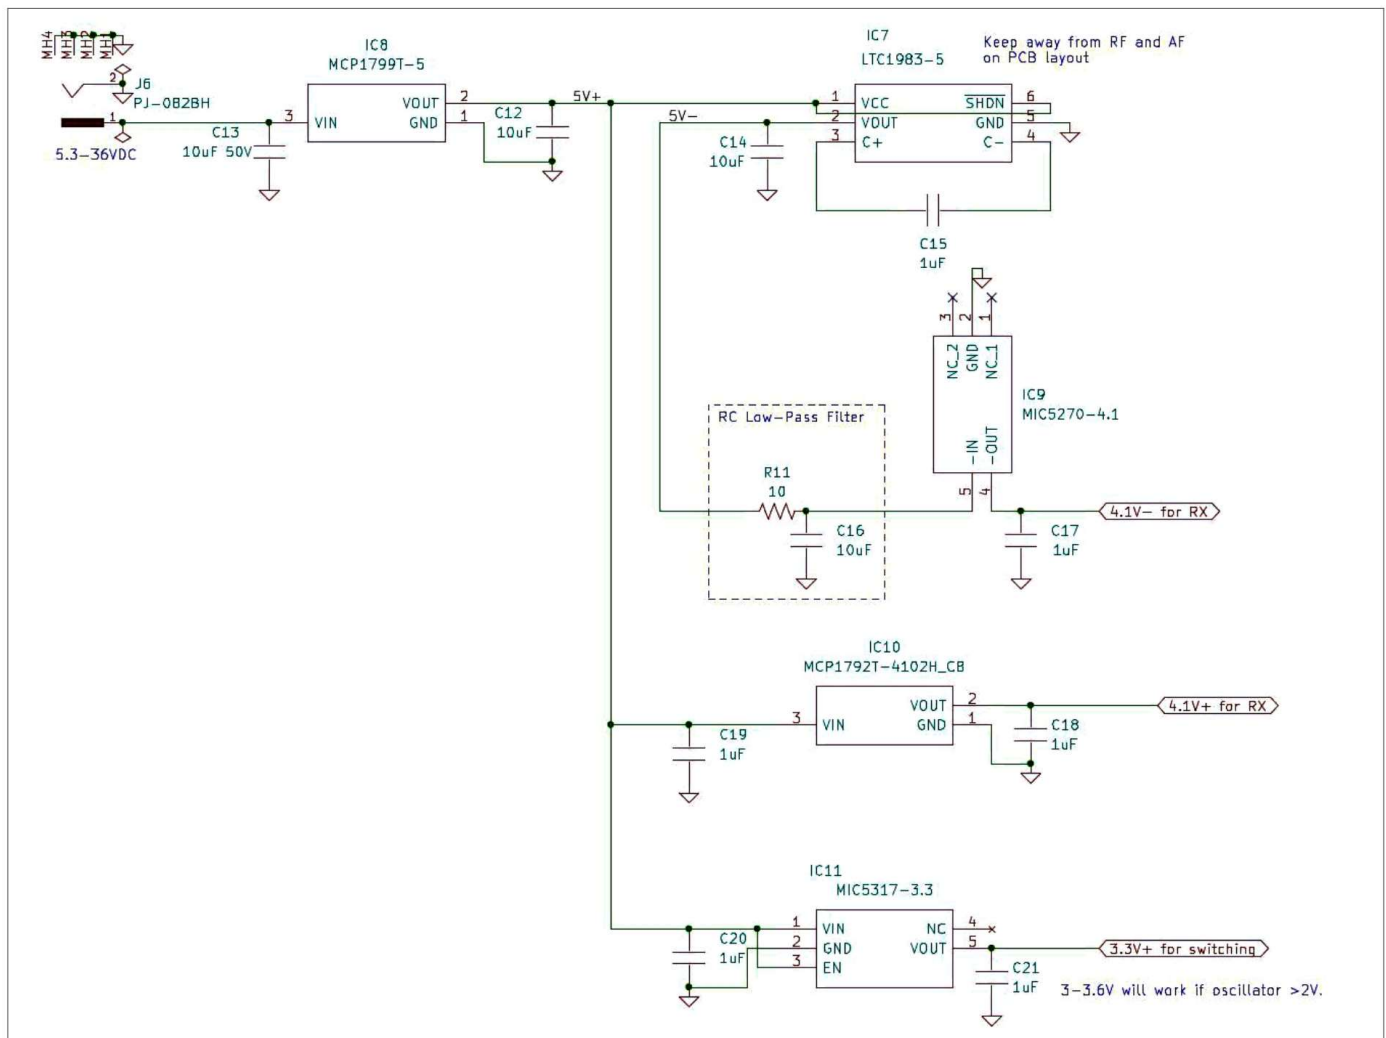 MH4
MH3
MH2
MH1
2
J6
PJ-082BH
1
5.3-36VDC
C13
10uF 50V
IC8
MCP1799T-5
3
VIN
VOUT
GND
2
1
C12
10uF
5V+
5V-
C14
10uF
IC7
LTC1983-5
Keep away from RF and AF
on PCB layout
1
2
3
VCC
VOUT
C+
SHDN
GND
C-
6
5
4
C15
1uF
3
2
1
NC_2
GND
NC_1
-IN
-OUT
5
4
IC9
MIC5270-4.1
RC Low-Pass Filter
R11
10
C16
10uF
4.1V- for RX
C17
1uF
IC10
MCP1792T-4102H_CB
3
VIN
VOUT
GND
2
1
C19
1uF
4.1V+ for RX
C18
1uF
IC11
MIC5317-3.3
1
2
3
VIN
GND
EN
NC
VOUT
4
5
C20
1uF
3.3V+ for switching
C21
1uF
3-3.6V will work if oscillator >2V.